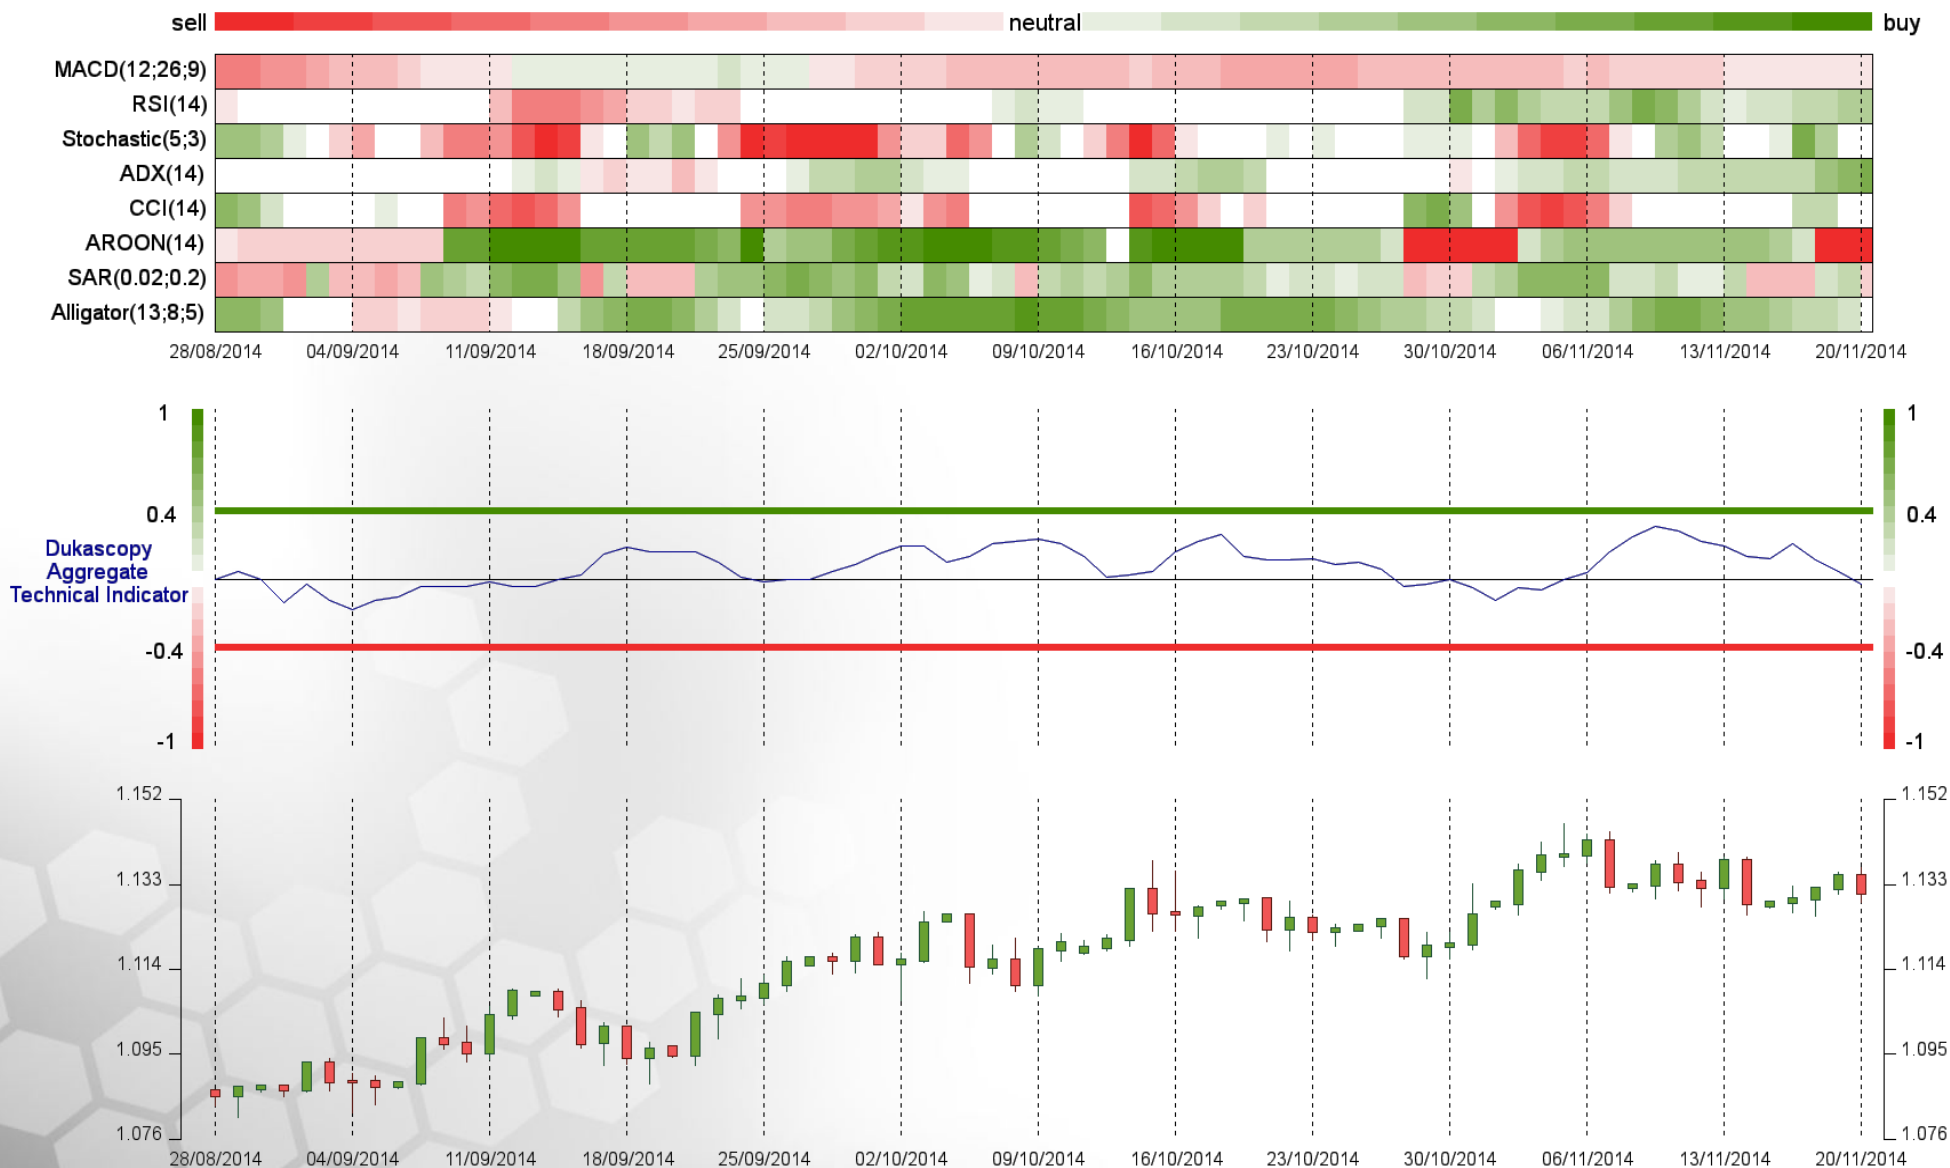 sell neutral buy
MACD(12;26;9)
RSI(14)
Stochastic(5;3)
ADX(14)
CCI(14)
AROON(14)
SAR(0.02;0.2)
Alligator(13;8;5)
28/08/2014 04/09/2014 11/09/2014 18/09/2014 25/09/2014 02/10/2014 09/10/2014 16/10/2014 23/10/2014 30/10/2014 06/11/2014 13/11/2014 20/11/2014
1 1
0.4 0.4
Dukascopy
Aggregate
Technical Indicator
-0.4 -0.4
-1 -1
1.152 1.152
1.133 1.133
1.114 1.114
1.095 1.095
1.076 1.076
28/08/2014 04/09/2014 11/09/2014 18/09/2014 25/09/2014 02/10/2014 09/10/2014 16/10/2014 23/10/2014 30/10/2014 06/11/2014 13/11/2014 20/11/2014